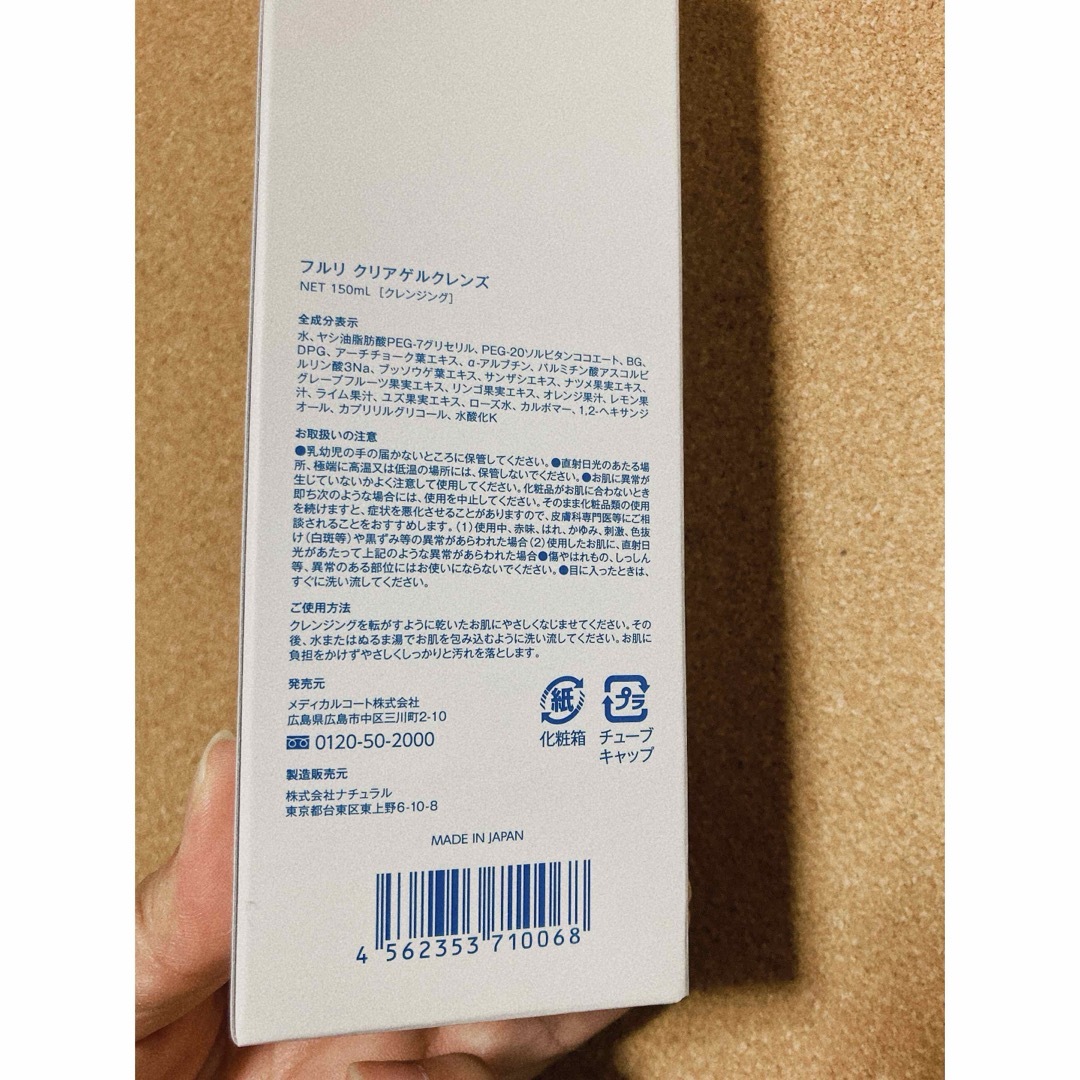 フルリ クリアゲルクレンズ
NET 150mL［クレンジング］
全成分表示
水、ヤシ油脂肪酸PEG-7グリセリル、PEG-20ソルビタンココエート、BG、
DPG、アーチチョーク葉エキス、α-アルブチン、パルミチン酸アスコルビ
ルリン酸3Na、ブッソウゲ葉エキス、サンザシエキス、ナツメ果実エキス、
グレープフルーツ果実エキス、リンゴ果実エキス、オレンジ果汁、レモン果
汁、ライム果汁、ユズ果実エキス、ローズ水、カルボマー、1,2-ヘキサンジ
オール、カプリリルグリコール、水酸化K
お取扱いの注意
●乳幼児の手の届かないところに保管してください。●直射日光のあたる場
所、極端に高温又は低温の場所には、保管しないでください。●お肌に異常が
生じていないかよく注意して使用してください。化粧品がお肌に合わないとき
即ち次のような場合には、使用を中止してください。そのまま化粧品類の使用
を続けますと、症状を悪化させることがありますので、皮膚科専門医等にご相
談されることをおすすめします。（1）使用中、赤味、はれ、かゆみ、刺激、色抜
け（白斑等）や黒ずみ等の異常があらわれた場合（2）使用したお肌に、直射日
光があたって上記のような異常があらわれた場合●傷やはれもの、しっしん
等、異常のある部位にはお使いにならないでください。●目に入ったときは、
すぐに洗い流してください。
ご使用方法
クレンジングを転がすように乾いたお肌にやさしくなじませてください。その
後、水またはぬるま湯でお肌を包み込むように洗い流してください。お肌に
負担をかけずやさしくしっかりと汚れを落とします。
発売元
メディカルコート株式会社
広島県広島市中区三川町2-10
0120-50-2000
紙
化粧箱
プラ
チューブ
キャップ
製造販売元
株式会社ナチュラル
東京都台東区東上野6-10-8
MADE IN JAPAN
4 562353 710068